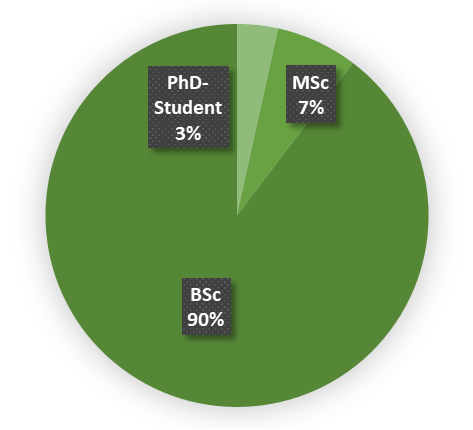 PhD-
Student
3%
MSc
7%
BSc
90%